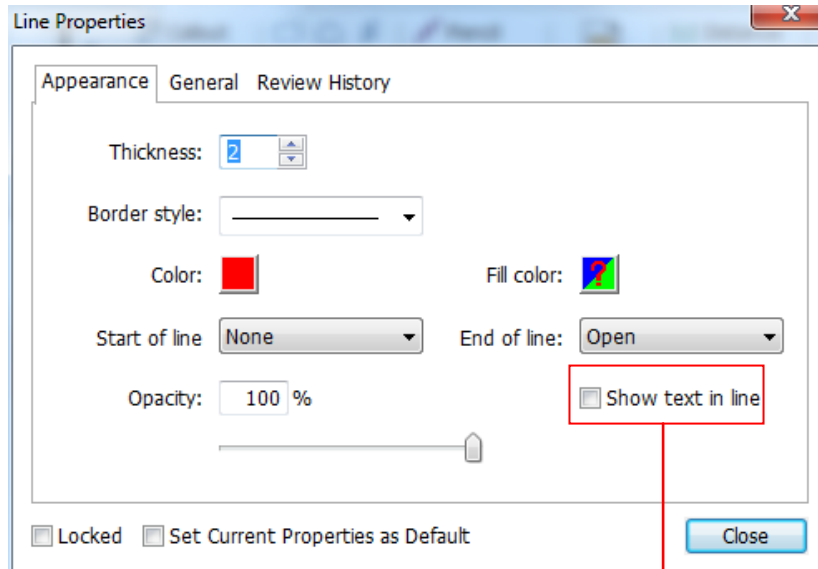 Line Properties
Appearance General Review History
Thickness: 2
Border style:
Color: Fill color: ?
Start of line None End of line: Open
Opacity: 100 % Show text in line
Locked Set Current Properties as Default Close